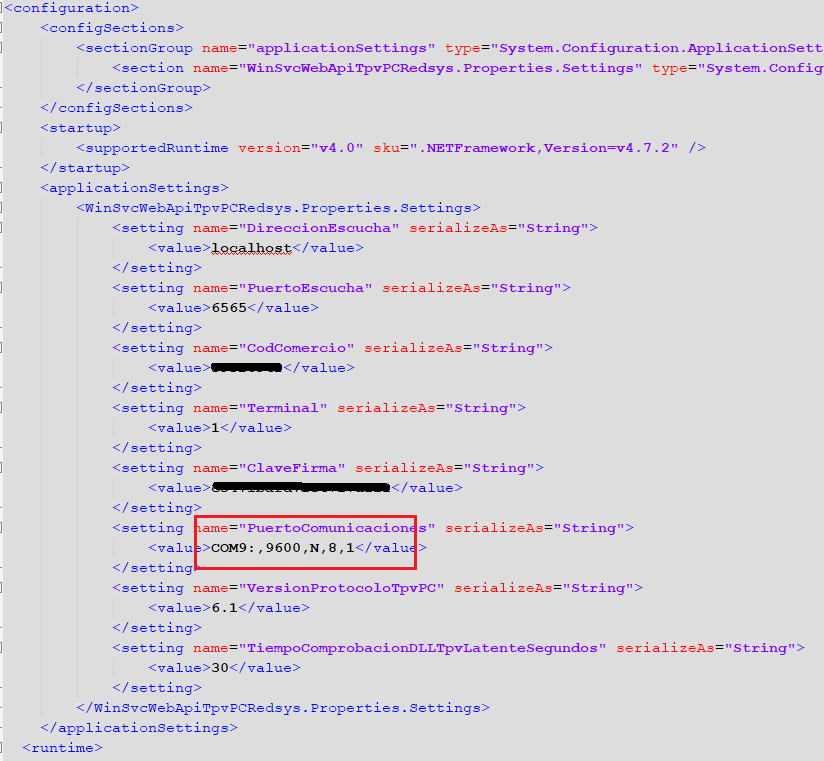 <configuration>
<configSections>
<sectionGroup name="applicationSettings" type="System.Configuration.ApplicationSett
<section name="WinSvcWebApiTpvPCRedsys.Properties.Settings" type="System.Config
</sectionGroup>
</configSections>
<startup>
<supportedRuntime version="v4.0" sku=".NETFramework,Version=v4.7.2" />
</startup>
<applicationSettings>
<WinSvcWebApiTpvPCRedsys.Properties.Settings>
<setting name="DireccionEscucha" serializeAs="String">
<value>localhost</value>
</setting>
<setting name="PuertoEscucha" serializeAs="String">
<value>6565</value>
</setting>
<setting name="CodComercio" serializeAs="String">
<value></value>
</setting>
<setting name="Terminal" serializeAs="String">
<value>1</value>
</setting>
<setting name="ClaveFirma" serializeAs="String">
<value></value>
</setting>
<setting name="PuertoComunicaciones" serializeAs="String">
<value>COM9:,9600,N,8,1</value>
</setting>
<setting name="VersionProtocoloTpvPC" serializeAs="String">
<value>6.1</value>
</setting>
<setting name="TiempoComprobacionDLLTpvLatenteSegundos" serializeAs="String">
<value>30</value>
</setting>
</WinSvcWebApiTpvPCRedsys.Properties.Settings>
</applicationSettings>
<runtime>